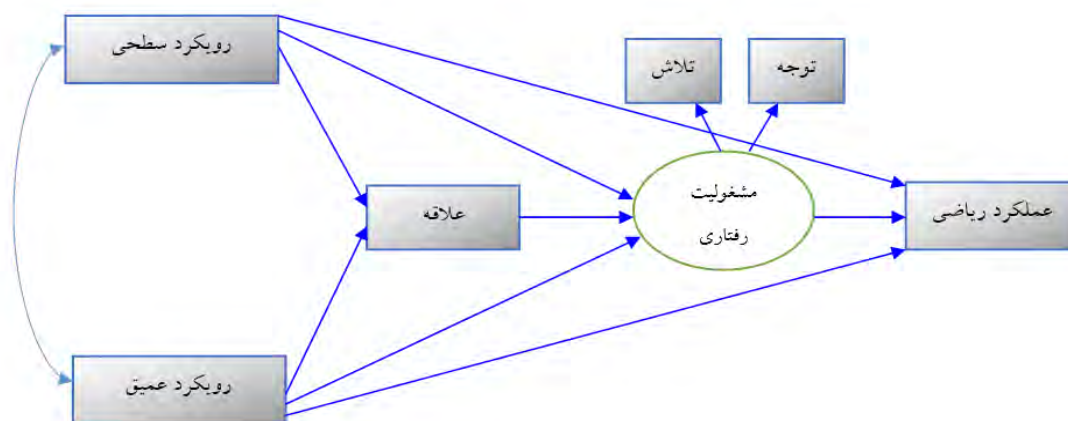 رویکرد سطحی
توجه
تلاش
علاقه
مشغولیت
رفتاری
عملکرد ریاضی
رویکرد عمیق